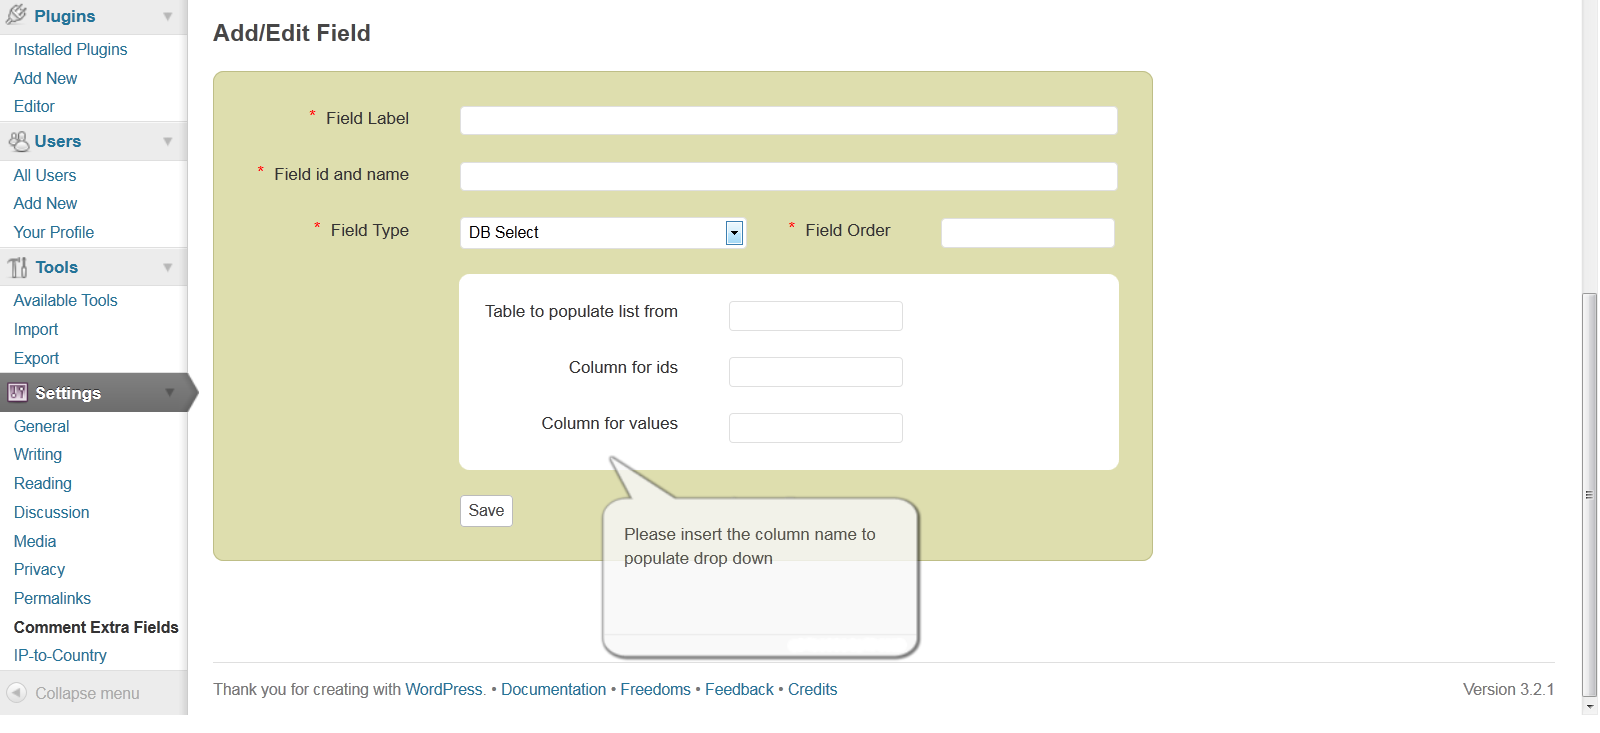 Plugins
Installed Plugins
Add New
Editor
Users
All Users
Add New
Your Profile
Tools
Available Tools
Import
Export
Settings
General
Writing
Reading
Discussion
Media
Privacy
Permalinks
Comment Extra Fields
IP-to-Country
Collapse menu
Add/Edit Field
* Field Label
* Field id and name
* Field Type DB Select * Field Order
Table to populate list from
Column for ids
Column for values
Save
Please insert the column name to
populate drop down
Thank you for creating with WordPress. • Documentation • Freedoms • Feedback • Credits
Version 3.2.1